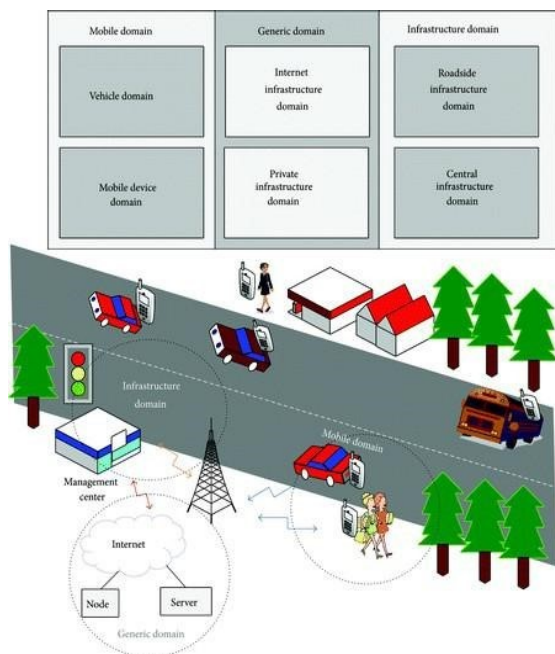 Mobile domain
Generic domain
Infrastructure domain
Vehicle domain
Internet
infrastructure
domain
Roadside
infrastructure
domain
Mobile device
domain
Private
infrastructure
domain
Central
infrastructure
domain
Infrastructure
domain
Mobile domain
Management
center
Internet
Node
Server
Generic domain